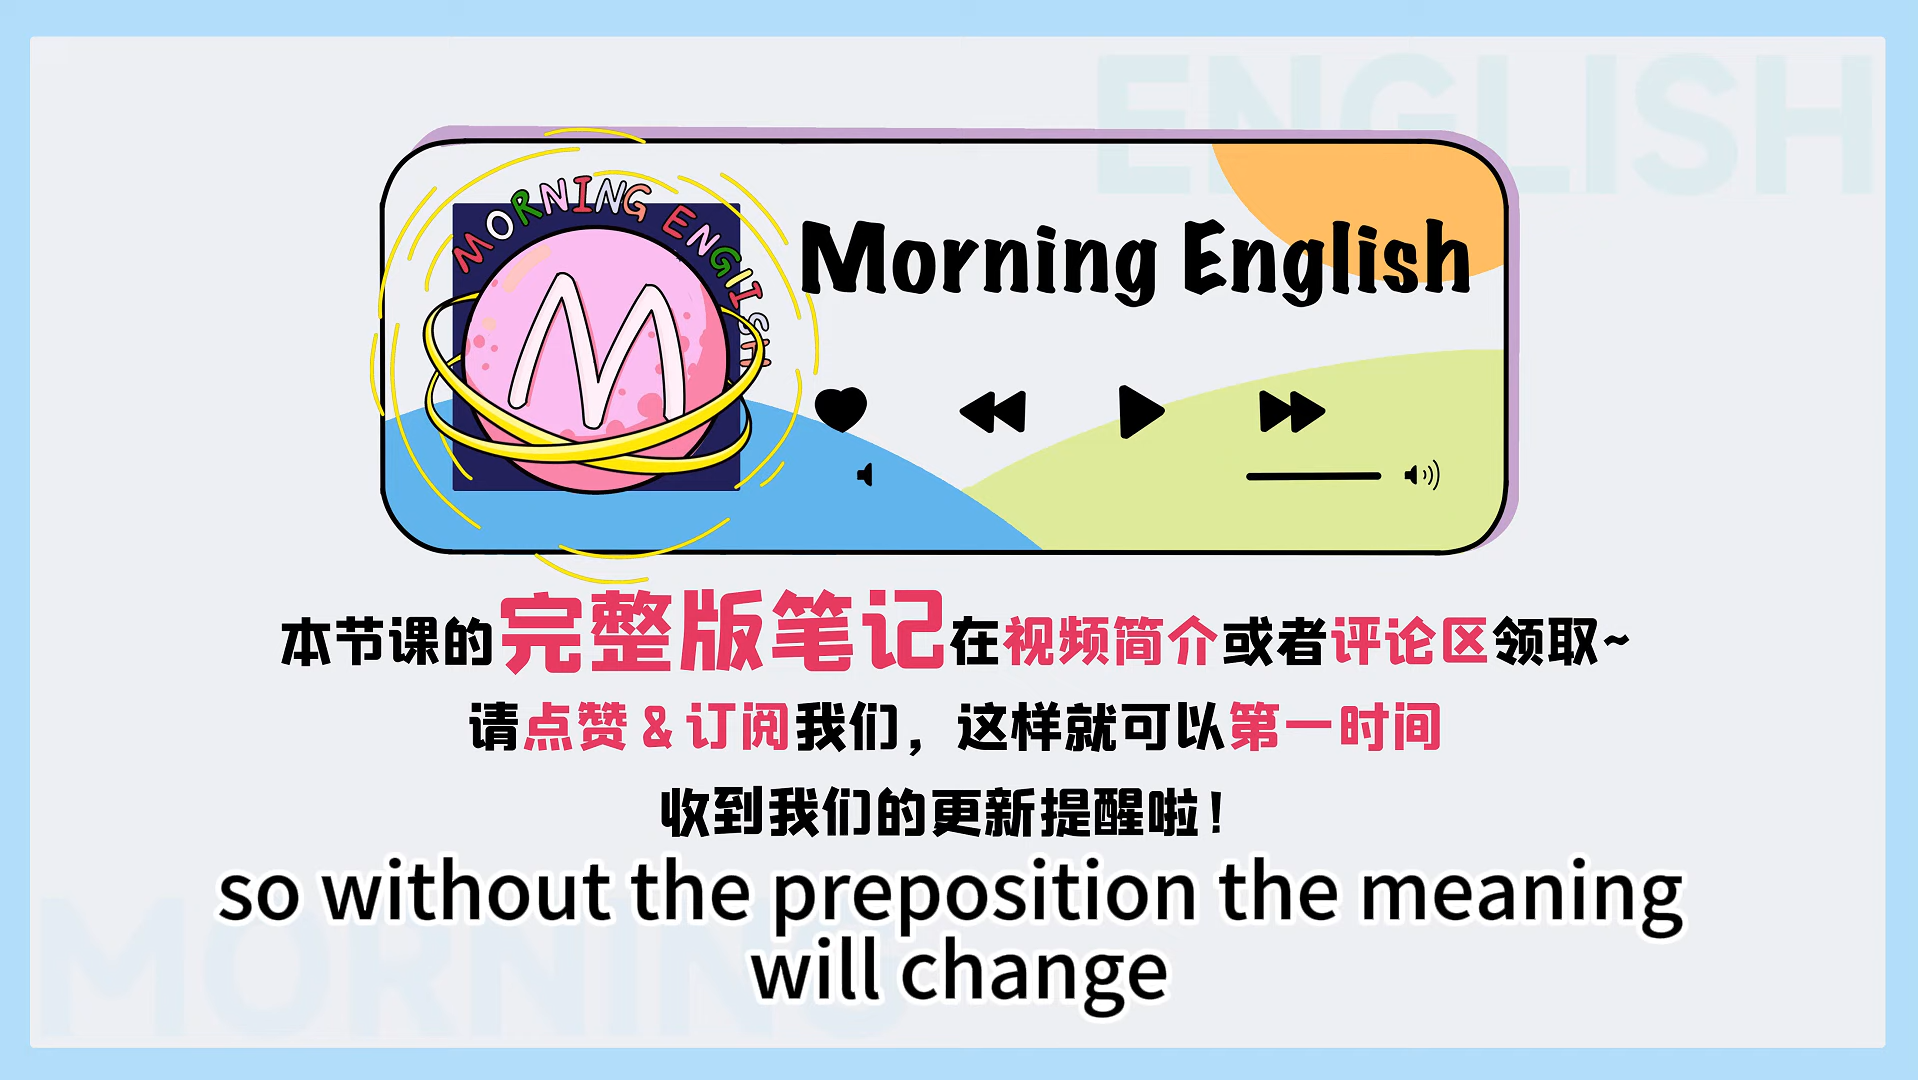 ENGLISH
MORNING ENGLISH
M
Morning English
本节课的完整版笔记在视频简介或者评论区领取~
请点赞&订阅我们，这样就可以第一时间
收到我们的更新提醒啦！
so without the preposition the meaning
will change
MORNING